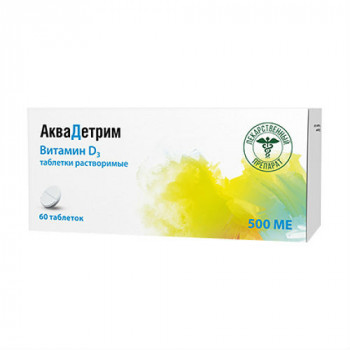 АкваДетрим
Витамин D₃
таблетки растворимые
60 таблеток
ЛЕКАРСТВЕННЫЙ
ПРЕПАРАТ
500 МЕ